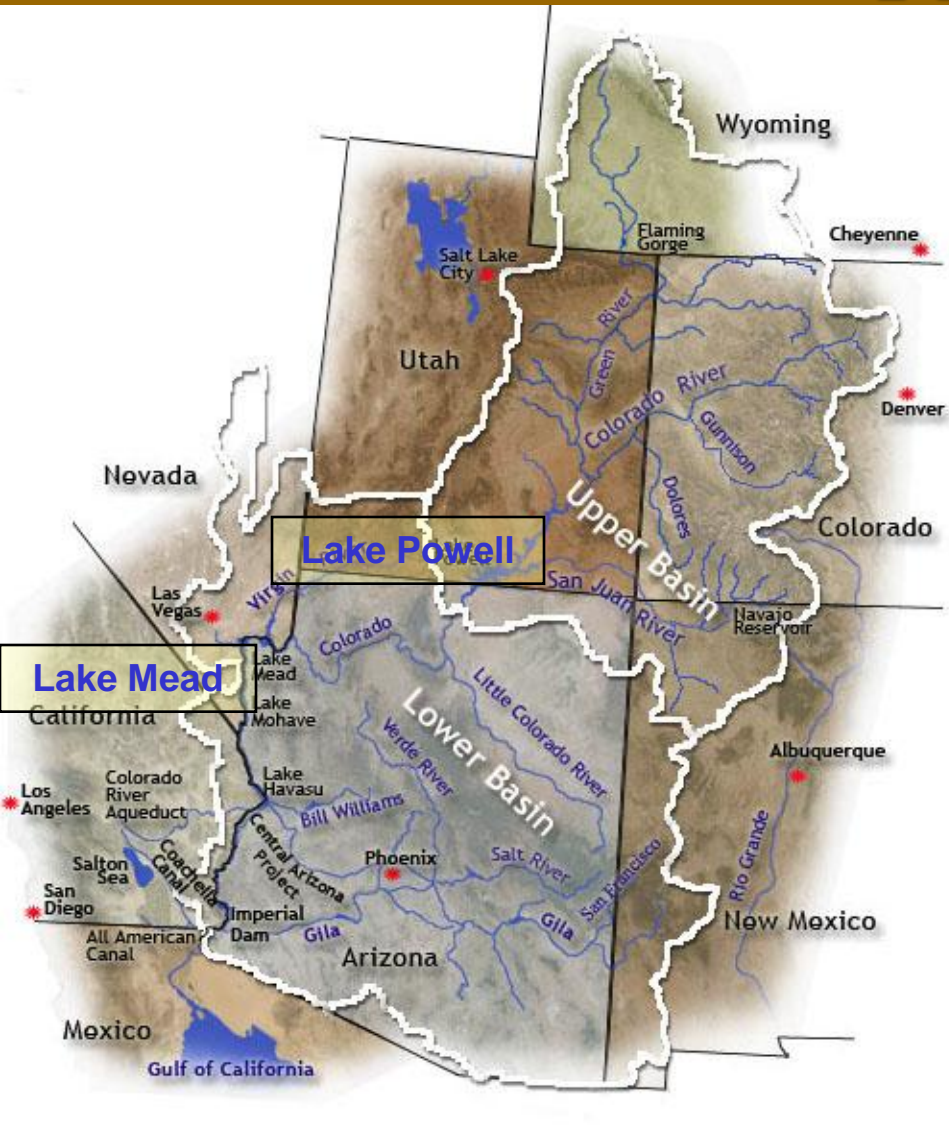 Wyoming
Cheyenne
Flaming
Gorge
Salt Lake
City
River
Green
Utah
Colorado River
Denver
Gunnison
Nevada
Dolores
Upper Basin
Colorado
Lake Powell
Virgin
San Juan River
Las
Vegas
Navajo
Reservoir
Colorado
Lake
Mead
Lake Mead
Little Colorado River
California
Lake
Mohave
Lower Basin
Verde River
Albuquerque
Colorado
River
Aqueduct
Lake
Havasu
Los
Angeles
Bill Williams
Central Arizona
Project
Rio Grande
Salton
Sea
Coachella
Canal
Phoenix
Salt River
San Francisco
San
Diego
Imperial
Dam
Gila
Gila
New Mexico
All American
Canal
Arizona
Mexico
Gulf of California